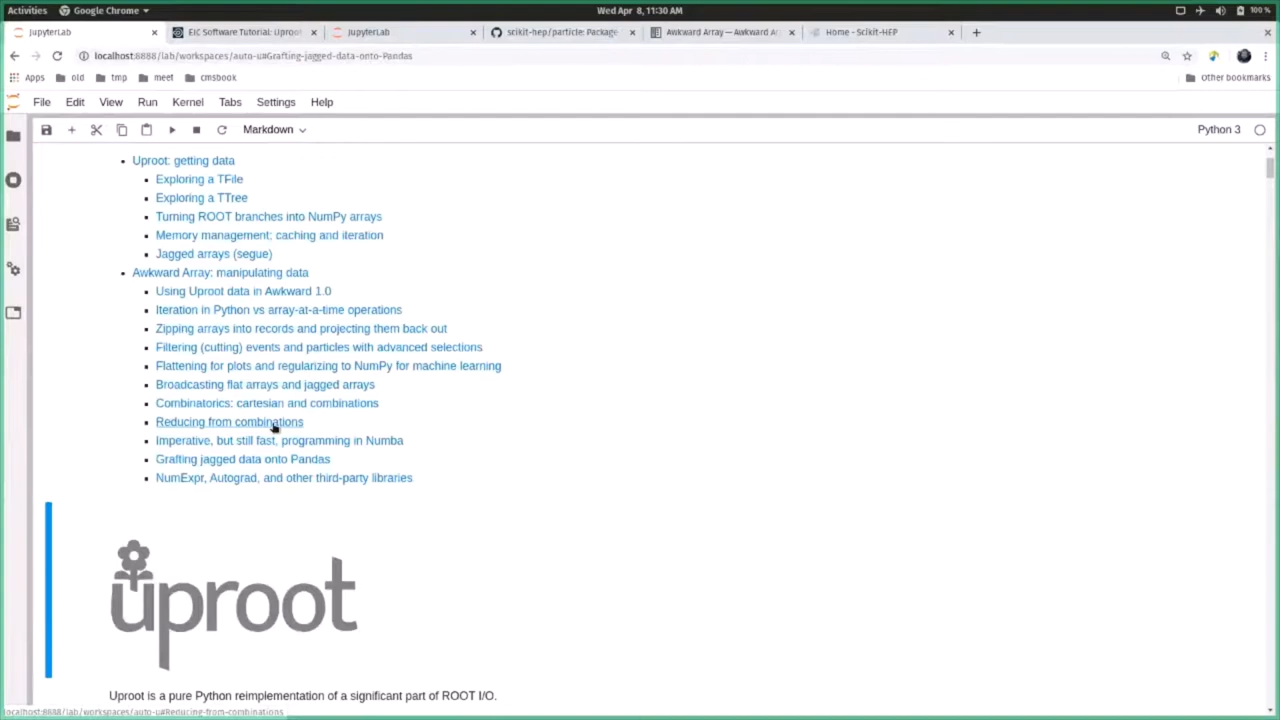 Activities
Google Chrome
Wed Apr 8, 11:30 AM
100 %
JupyterLab
EIC Software Tutorial: Uproot
JupyterLab
scikit-hep/particle: Package
Awkward Array — Awkward A
Home - Scikit-HEP
localhost:8888/lab/workspaces/auto-u#Grafting-jagged-data-onto-Pandas
Apps
old
tmp
meet
cmsbook
Other bookmarks
File Edit View Run Kernel Tabs Settings Help
Markdown
Python 3
Uproot: getting data
Exploring a TFile
Exploring a TTree
Turning ROOT branches into NumPy arrays
Memory management; caching and iteration
Jagged arrays (segue)
Awkward Array: manipulating data
Using Uproot data in Awkward 1.0
Iteration in Python vs array-at-a-time operations
Zipping arrays into records and projecting them back out
Filtering (cutting) events and particles with advanced selections
Flattening for plots and regularizing to NumPy for machine learning
Broadcasting flat arrays and jagged arrays
Combinatorics: cartesian and combinations
Reducing from combinations
Imperative, but still fast, programming in Numba
Grafting jagged data onto Pandas
NumExpr, Autograd, and other third-party libraries
uproot
Uproot is a pure Python reimplementation of a significant part of ROOT I/O.
localhost:8888/lab/workspaces/auto-u#Reducing-from-combinations